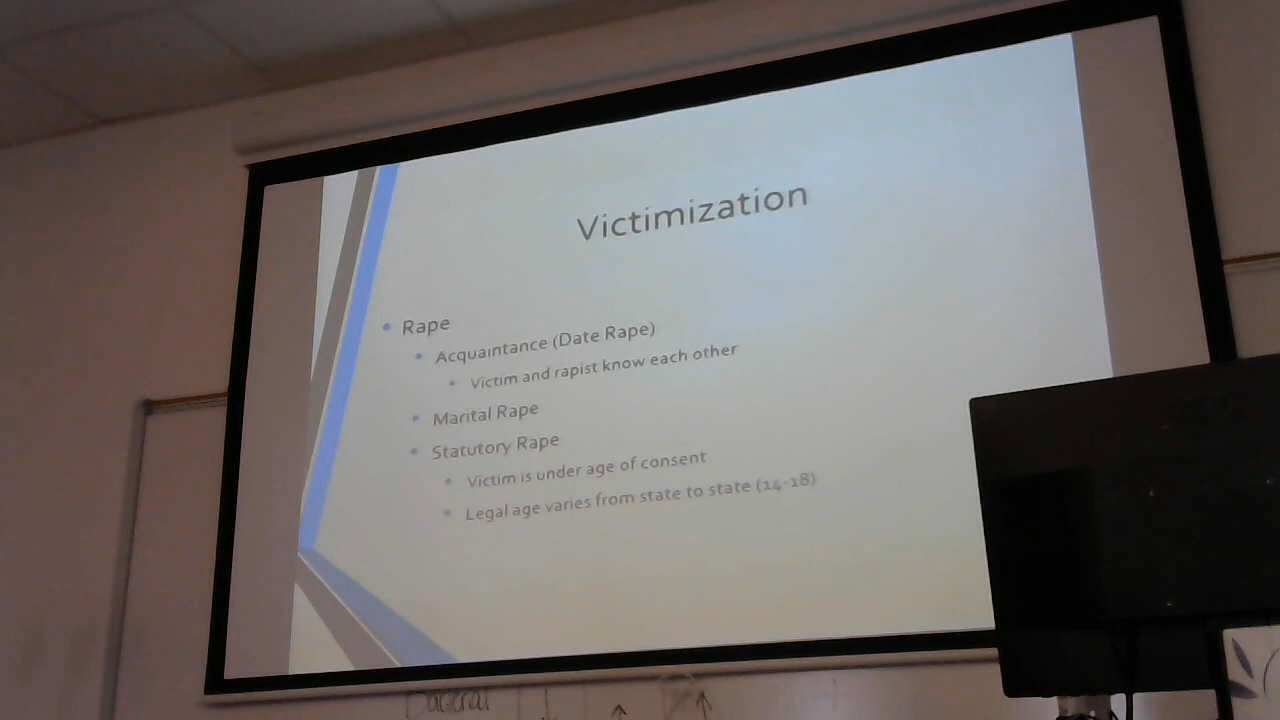 Victimization
Rape
Acquaintance (Date Rape)
Victim and rapist know each other
Marital Rape
Statutory Rape
Victim is under age of consent
Legal age varies from state to state (14-18)